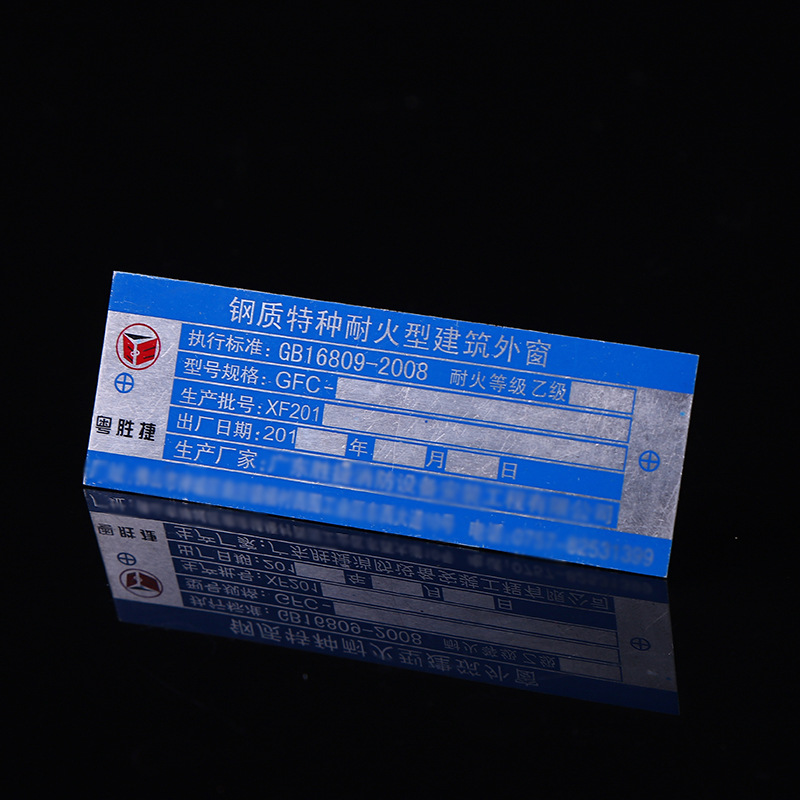 钢质特种耐火型建筑外窗
执行标准：GB16809-2008 耐火等级乙级
型号规格：GFC-
生产批号：XF201
出厂日期：201 年 月 日
生产厂家：
粤胜捷